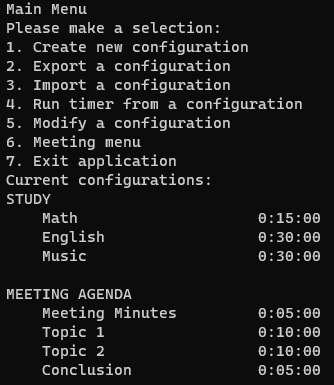 Main Menu
Please make a selection:
1. Create new configuration
2. Export a configuration
3. Import a configuration
4. Run timer from a configuration
5. Modify a configuration
6. Meeting menu
7. Exit application
Current configurations:
STUDY
    Math                    0:15:00
    English                 0:30:00
    Music                   0:30:00

MEETING AGENDA
    Meeting Minutes         0:05:00
    Topic 1                 0:10:00
    Topic 2                 0:10:00
    Conclusion              0:05:00